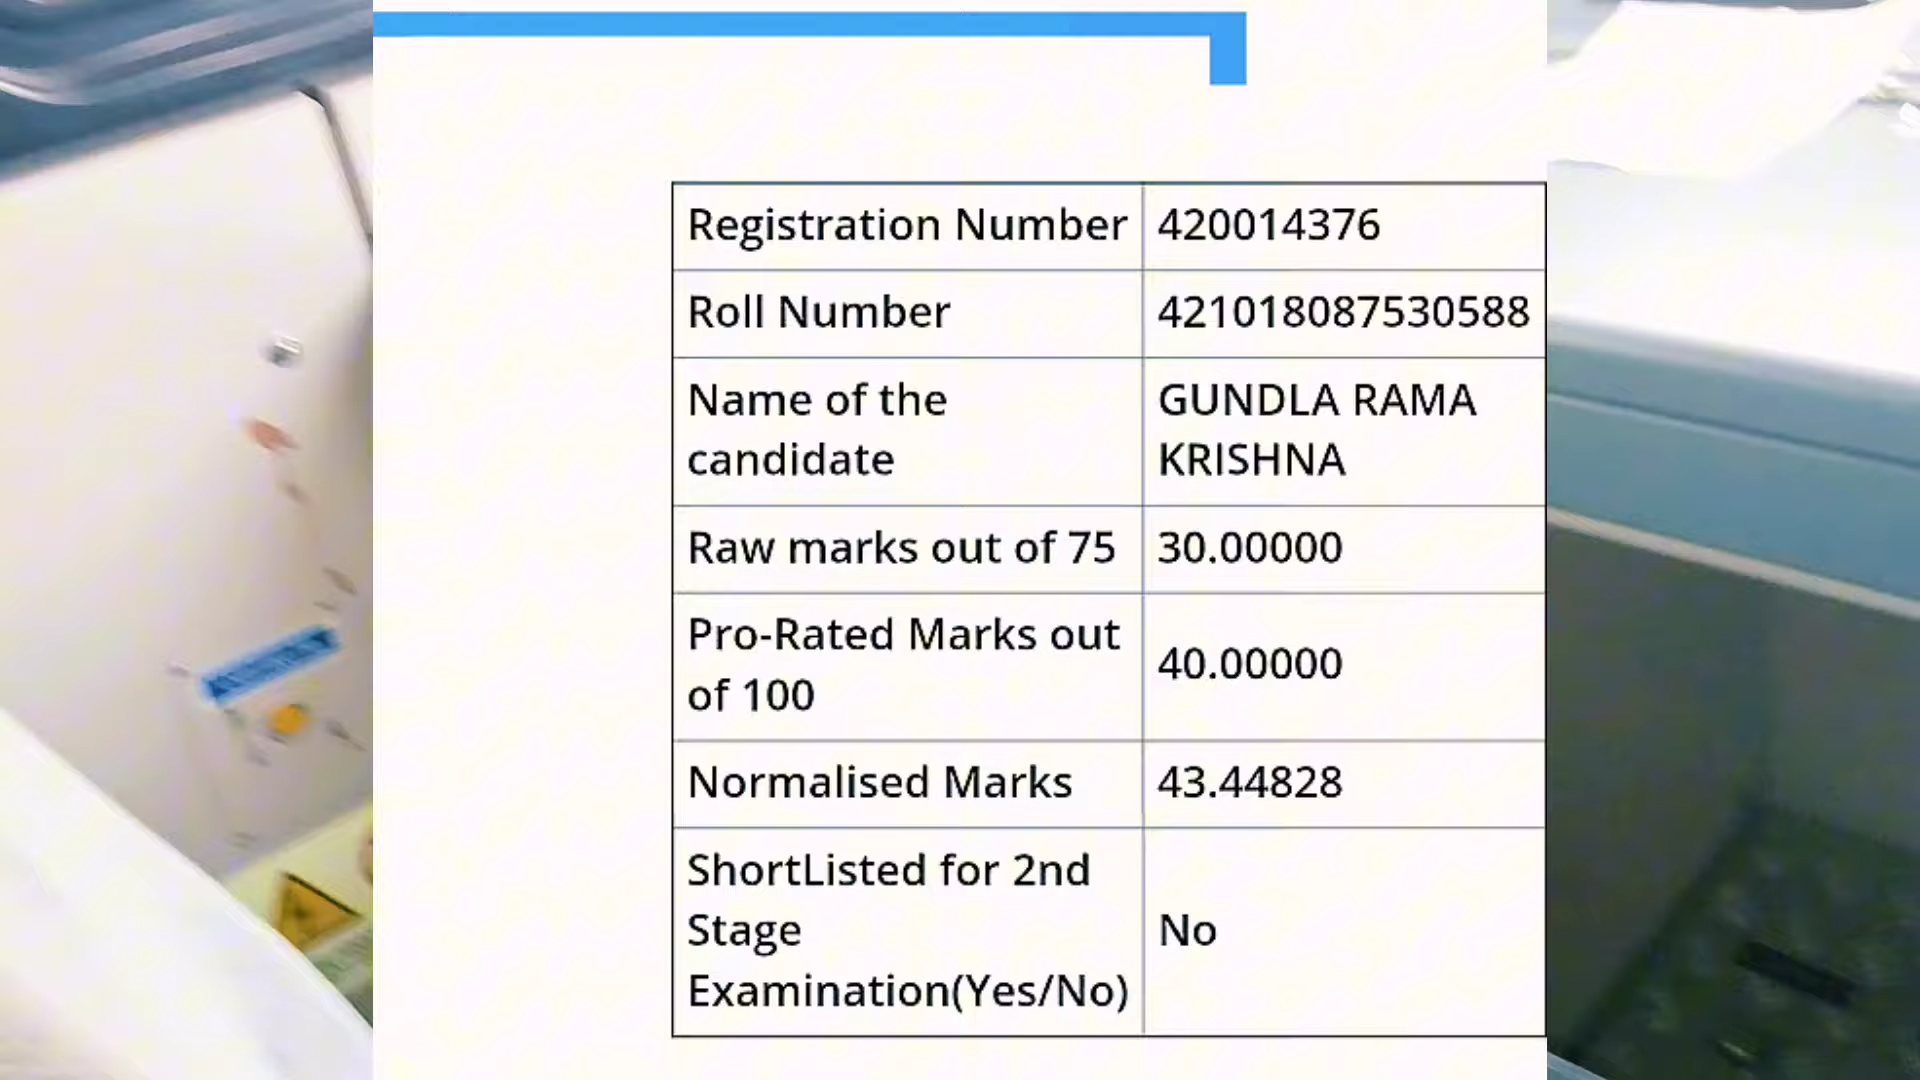 Registration Number 420014376
Roll Number 421018087530588
Name of the
candidate
GUNDLA RAMA
KRISHNA
Raw marks out of 75 30.00000
Pro-Rated Marks out
of 100
40.00000
Normalised Marks 43.44828
ShortListed for 2nd
Stage
Examination(Yes/No)
No